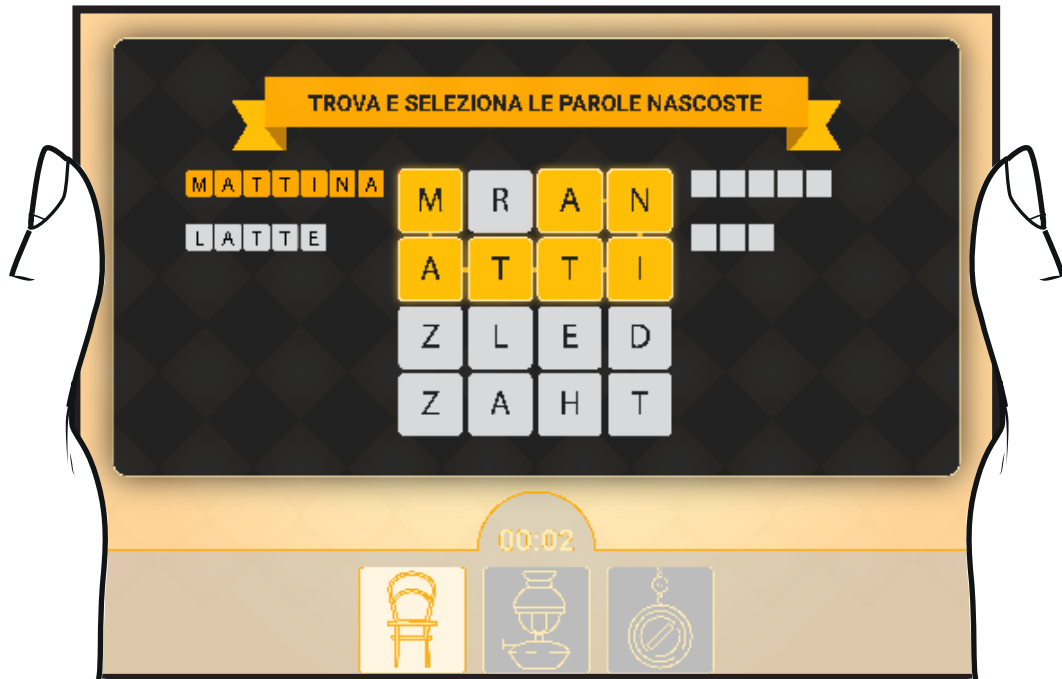 TROVA E SELEZIONA LE PAROLE NASCOSTE
MATTINA
LATTE
M R A N
A T T I
Z L E D
Z A H T
00:02